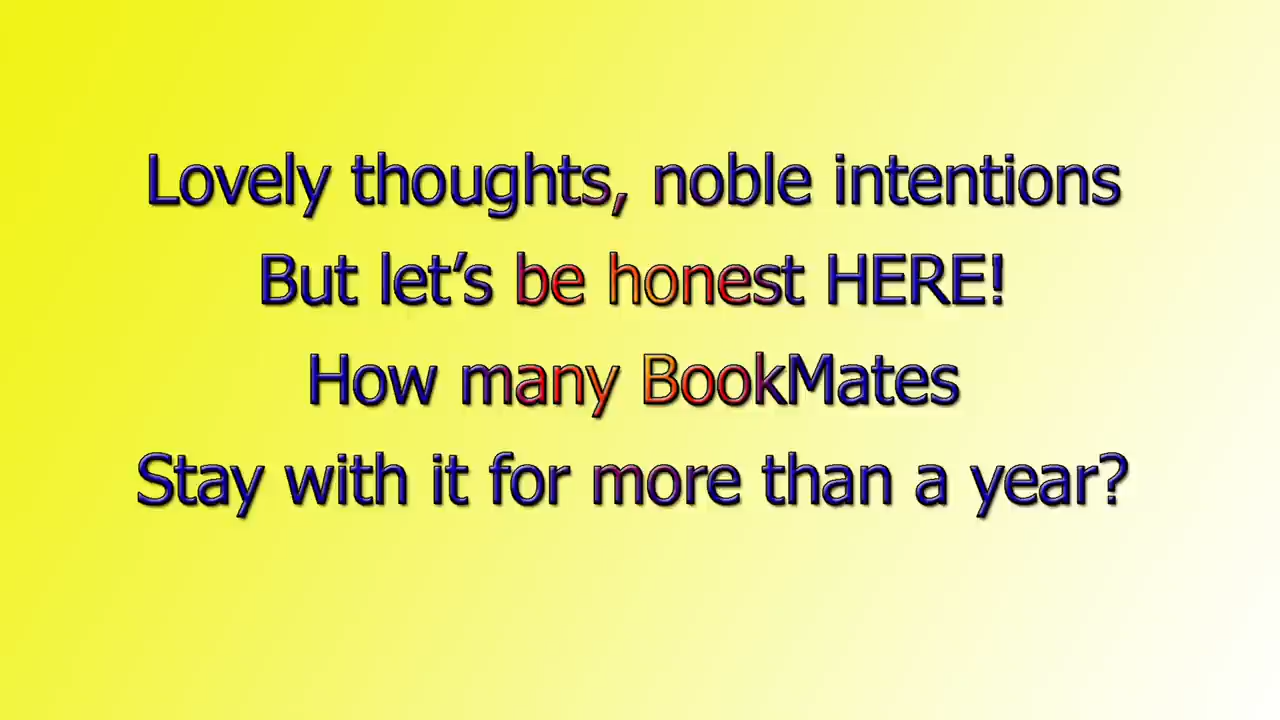 Lovely thoughts, noble intentions
But let’s be honest HERE!
How many BookMates
Stay with it for more than a year?